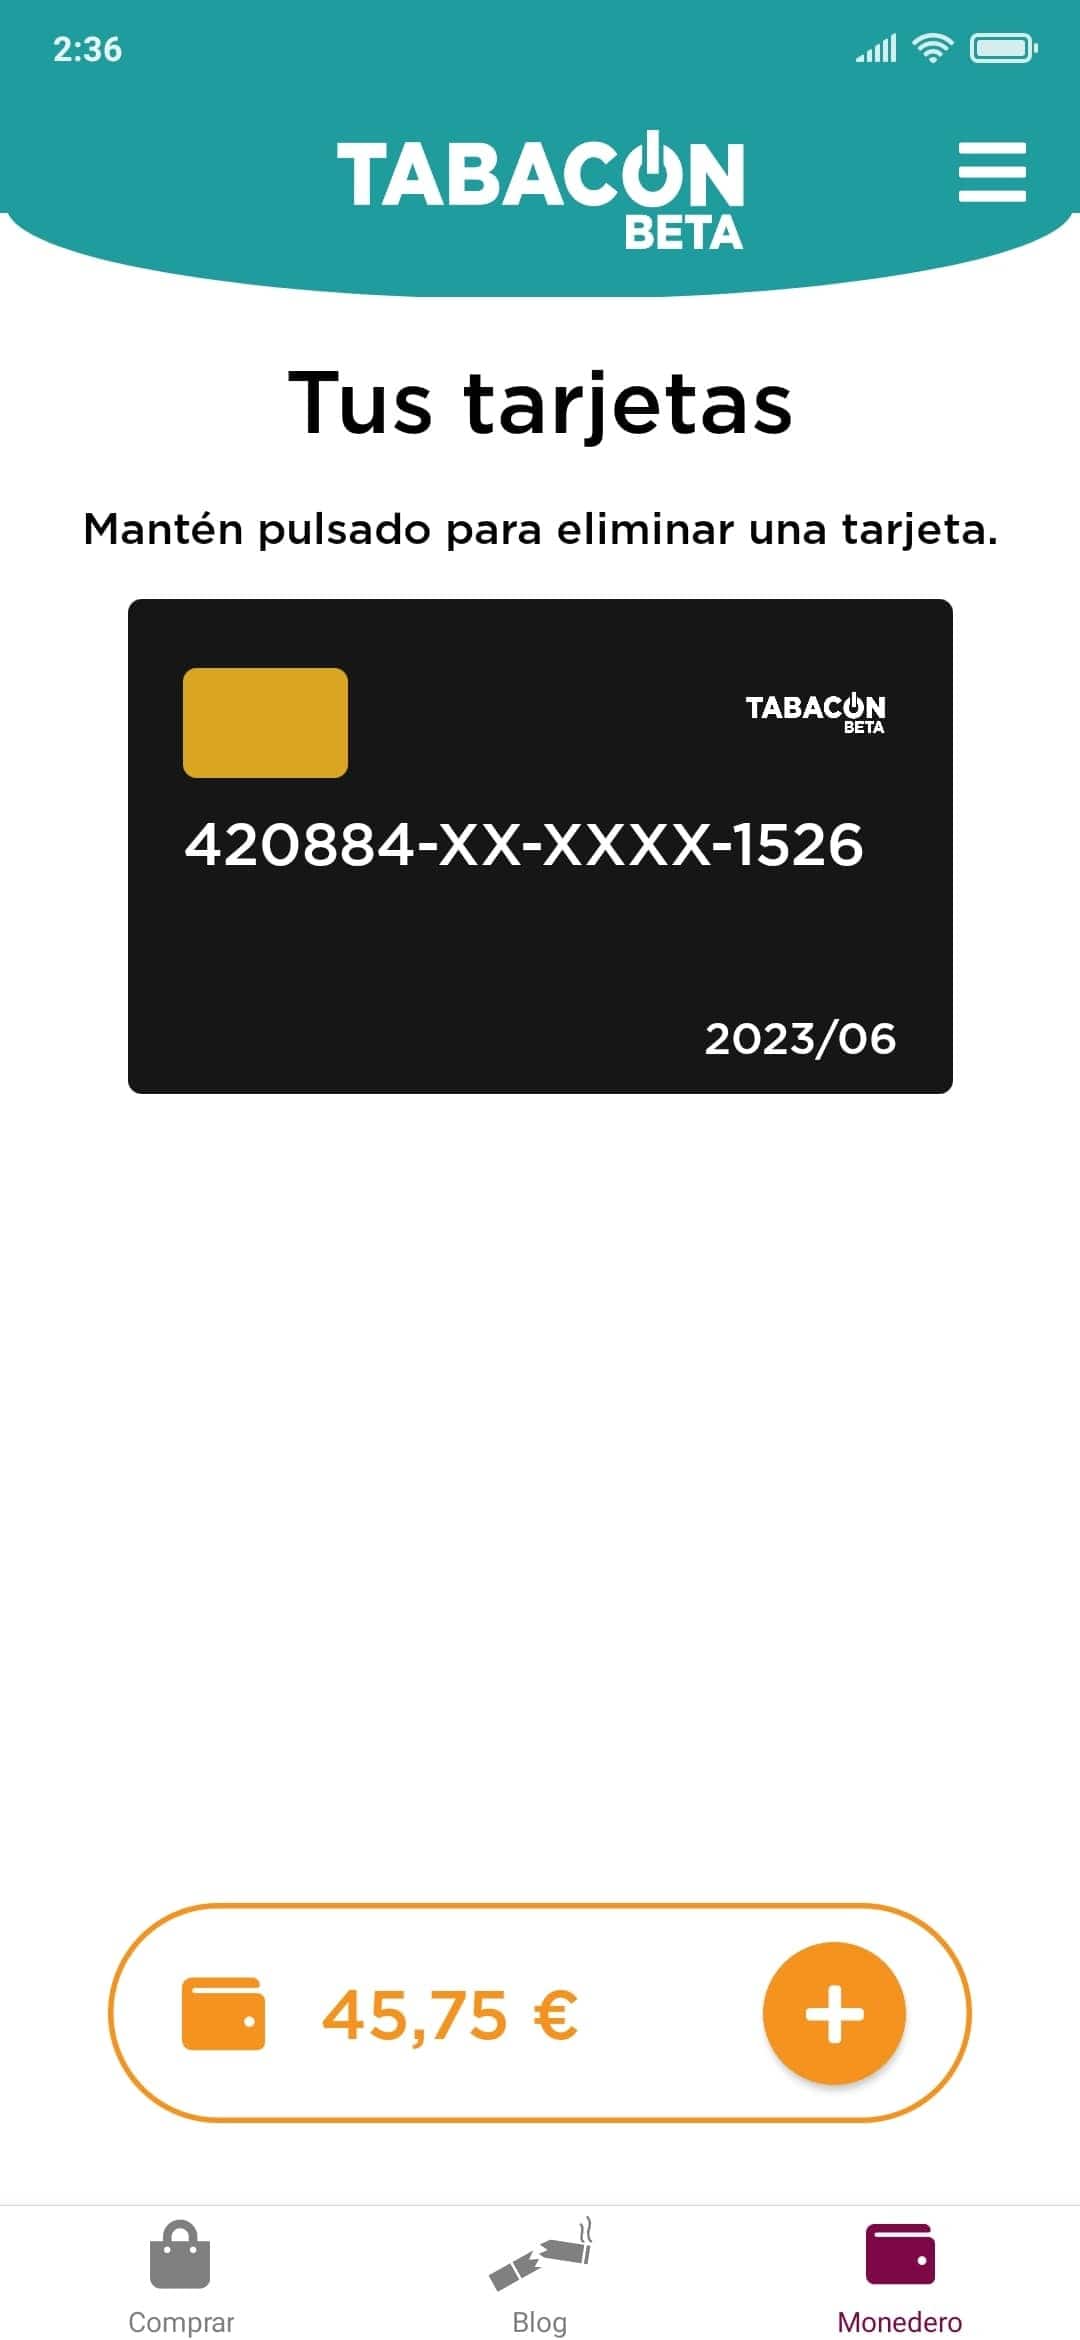 2:36
TABACON
BETA
Tus tarjetas
Mantén pulsado para eliminar una tarjeta.
TABACON
BETA
420884-XX-XXXX-1526
2023/06
45,75 €
Comprar
Blog
Monedero